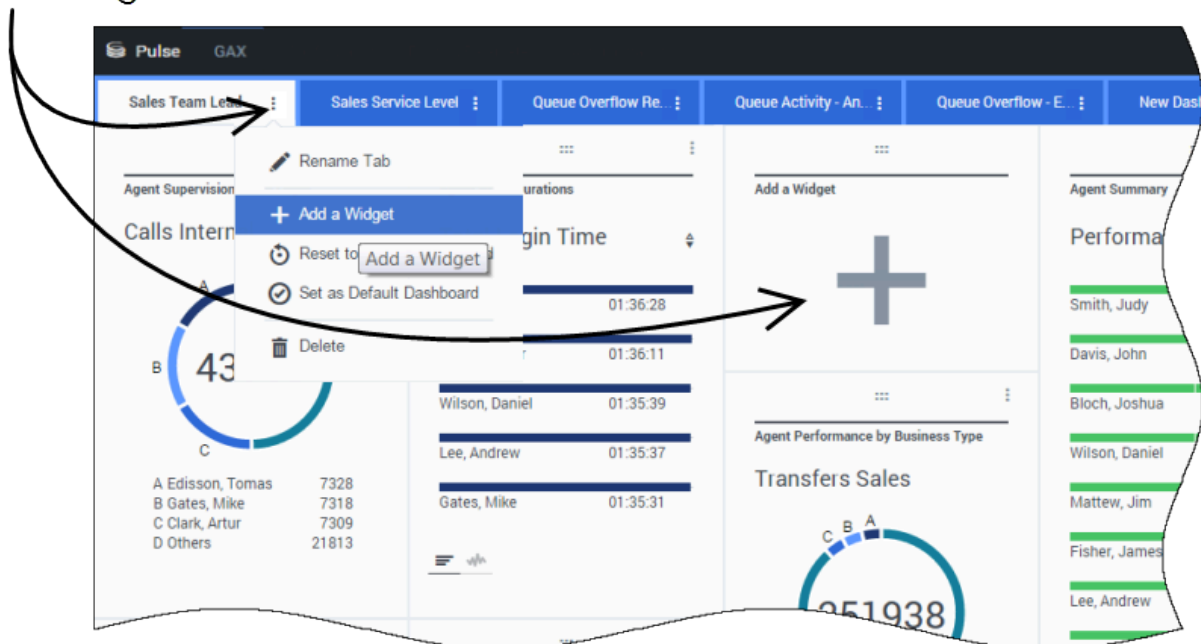 Pulse GAX
Sales Team Lead
Sales Service Level
Queue Overflow Re...
Queue Activity - An...
Queue Overflow - E...
New Das
Rename Tab
Add a Widget
Reset to
Add a Widget
Set as Default Dashboard
Delete
Agent Supervision
Calls Intern
A
B
C
43
A Edisson, Tomas 7328
B Gates, Mike 7318
C Clark, Artur 7309
D Others 21813
urations
gin Time
01:36:28
01:36:11
Wilson, Daniel 01:35:39
Lee, Andrew 01:35:37
Gates, Mike 01:35:31
Add a Widget
Agent Performance by Business Type
Transfers Sales
C B A
251938
Agent Summary
Performa
Smith, Judy
Davis, John
Bloch, Joshua
Wilson, Daniel
Mattew, Jim
Fisher, James
Lee, Andrew